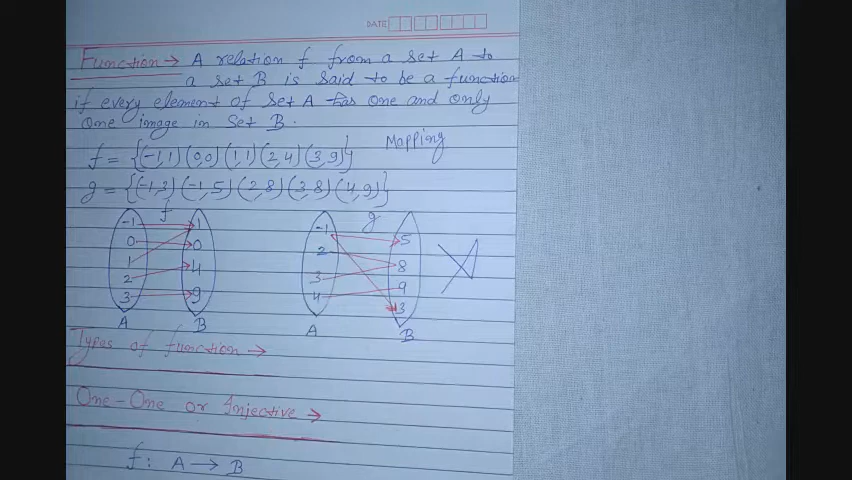 DATE
Function → A relation f from a set A to
a set B is said to be a function
if every element of set A has one and only
one image in set B.
Mapping
f = {(-1,1) (0,0) (1,1) (2,4) (3,9)}
g = {(-1,3) (-1,5) (2,8) (3,8) (4,9)}
f
-1 1
0 0
1 4
2 9
3
A B
g
-1 5
2 8
3 9
4 3
A B
Types of function →
One-One or Injective →
f: A → B